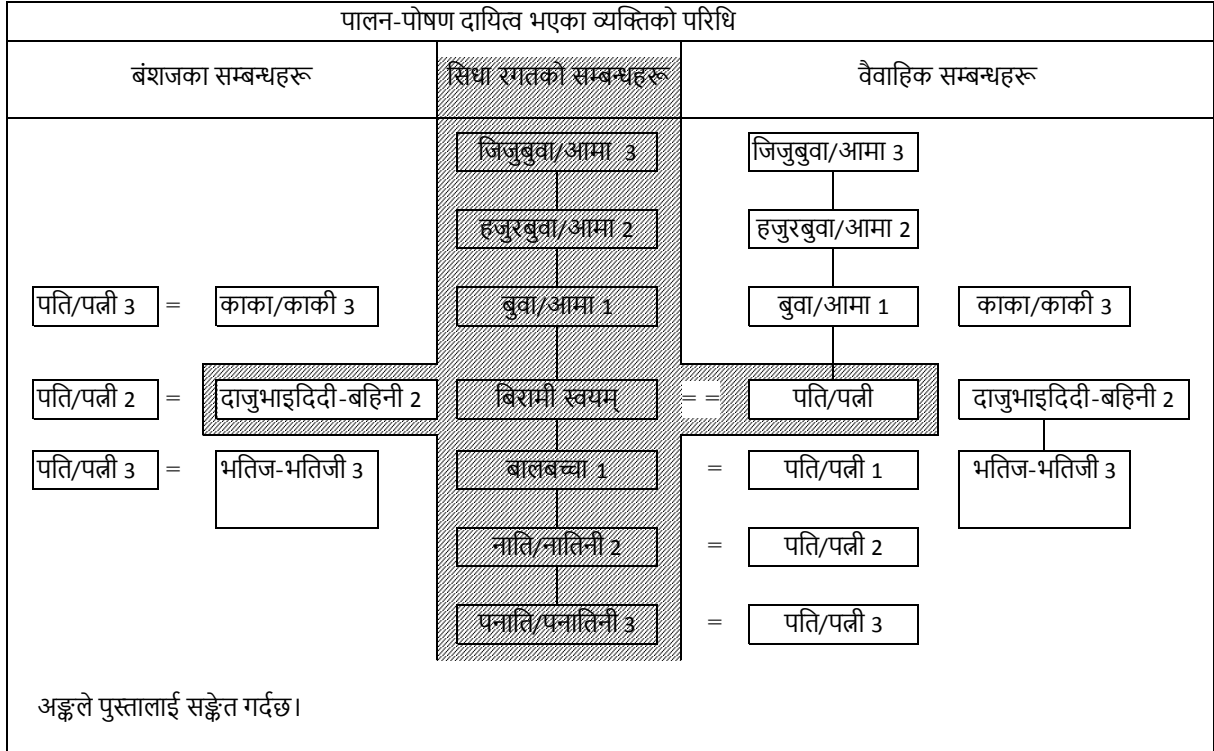 पालन-पोषण दायित्व भएका व्यक्तिको परिधि
बंशजका सम्बन्धहरू सिधा रगतको सम्बन्धहरू वैवाहिक सम्बन्धहरू
जिजुबुवा/आमा 3 जिजुबुवा/आमा 3
हजुरबुवा/आमा 2 हजुरबुवा/आमा 2
पति/पत्नी 3 = काका/काकी 3 बुवा/आमा 1 बुवा/आमा 1 काका/काकी 3
पति/पत्नी 2 = दाजुभाइदिदी-बहिनी 2 बिरामी स्वयम् = = पति/पत्नी दाजुभाइदिदी-बहिनी 2
पति/पत्नी 3 = भतिज-भतिजी 3 बालबच्चा 1 = पति/पत्नी 1 भतिज-भतिजी 3
नाति/नातिनी 2 = पति/पत्नी 2
पनाति/पनातिनी 3 = पति/पत्नी 3
अङ्कले पुस्तालाई सङ्केत गर्दछ।